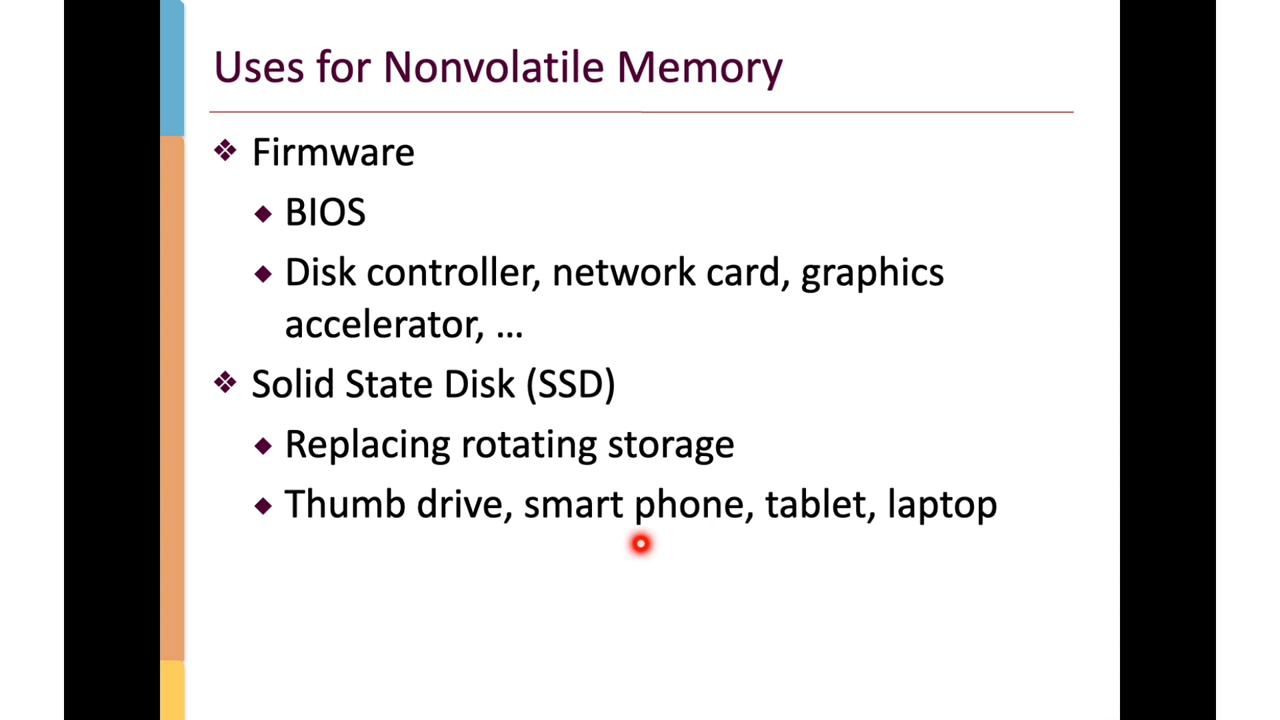 Uses for Nonvolatile Memory
❖ Firmware
◆ BIOS
◆ Disk controller, network card, graphics
accelerator, …
❖ Solid State Disk (SSD)
◆ Replacing rotating storage
◆ Thumb drive, smart phone, tablet, laptop